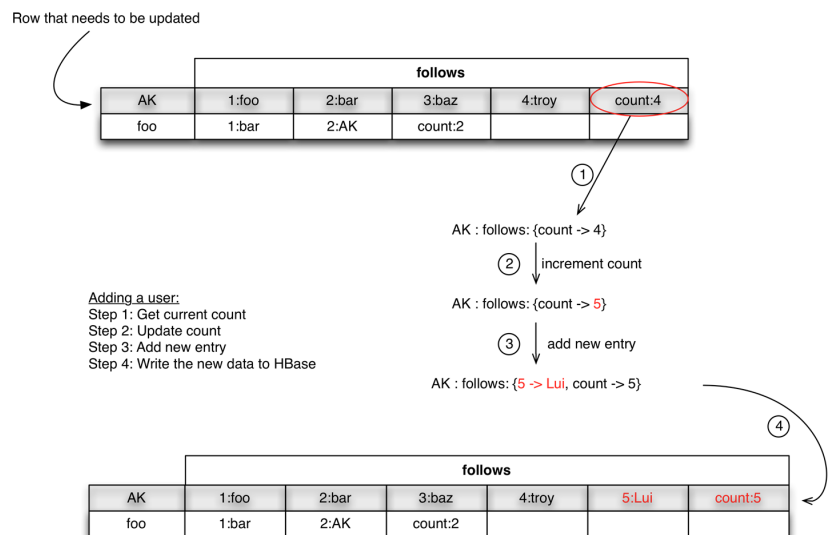 Row that needs to be updated
follows
AK 1:foo 2:bar 3:baz 4:troy count:4
foo 1:bar 2:AK count:2
1
AK : follows: {count -> 4}
2 increment count
AK : follows: {count -> 5}
Adding a user:
Step 1: Get current count
Step 2: Update count
Step 3: Add new entry
Step 4: Write the new data to HBase
3 add new entry
AK : follows: {5 -> Lui, count -> 5}
4
follows
AK 1:foo 2:bar 3:baz 4:troy 5:Lui count:5
foo 1:bar 2:AK count:2